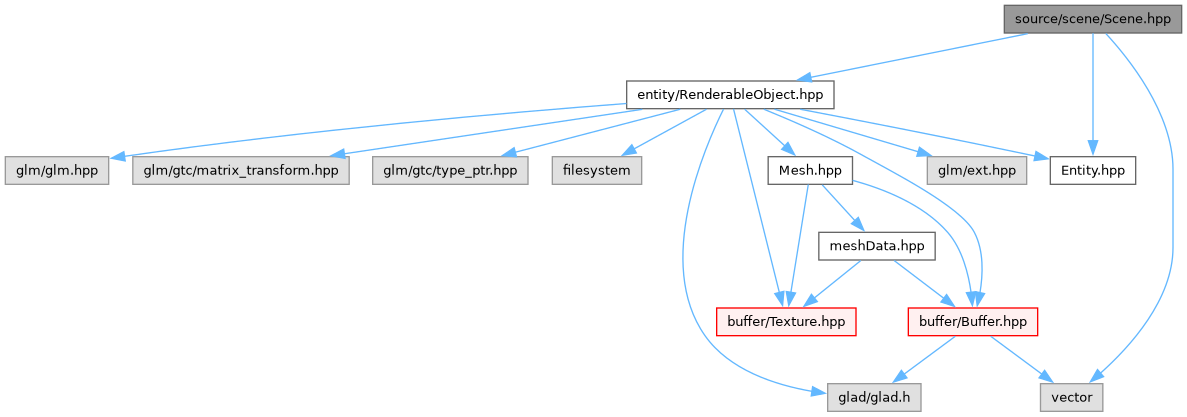 source/scene/Scene.hpp
entity/RenderableObject.hpp
glm/glm.hpp
glm/gtc/matrix_transform.hpp
glm/gtc/type_ptr.hpp
filesystem
Mesh.hpp
glm/ext.hpp
Entity.hpp
meshData.hpp
buffer/Texture.hpp
buffer/Buffer.hpp
glad/glad.h
vector